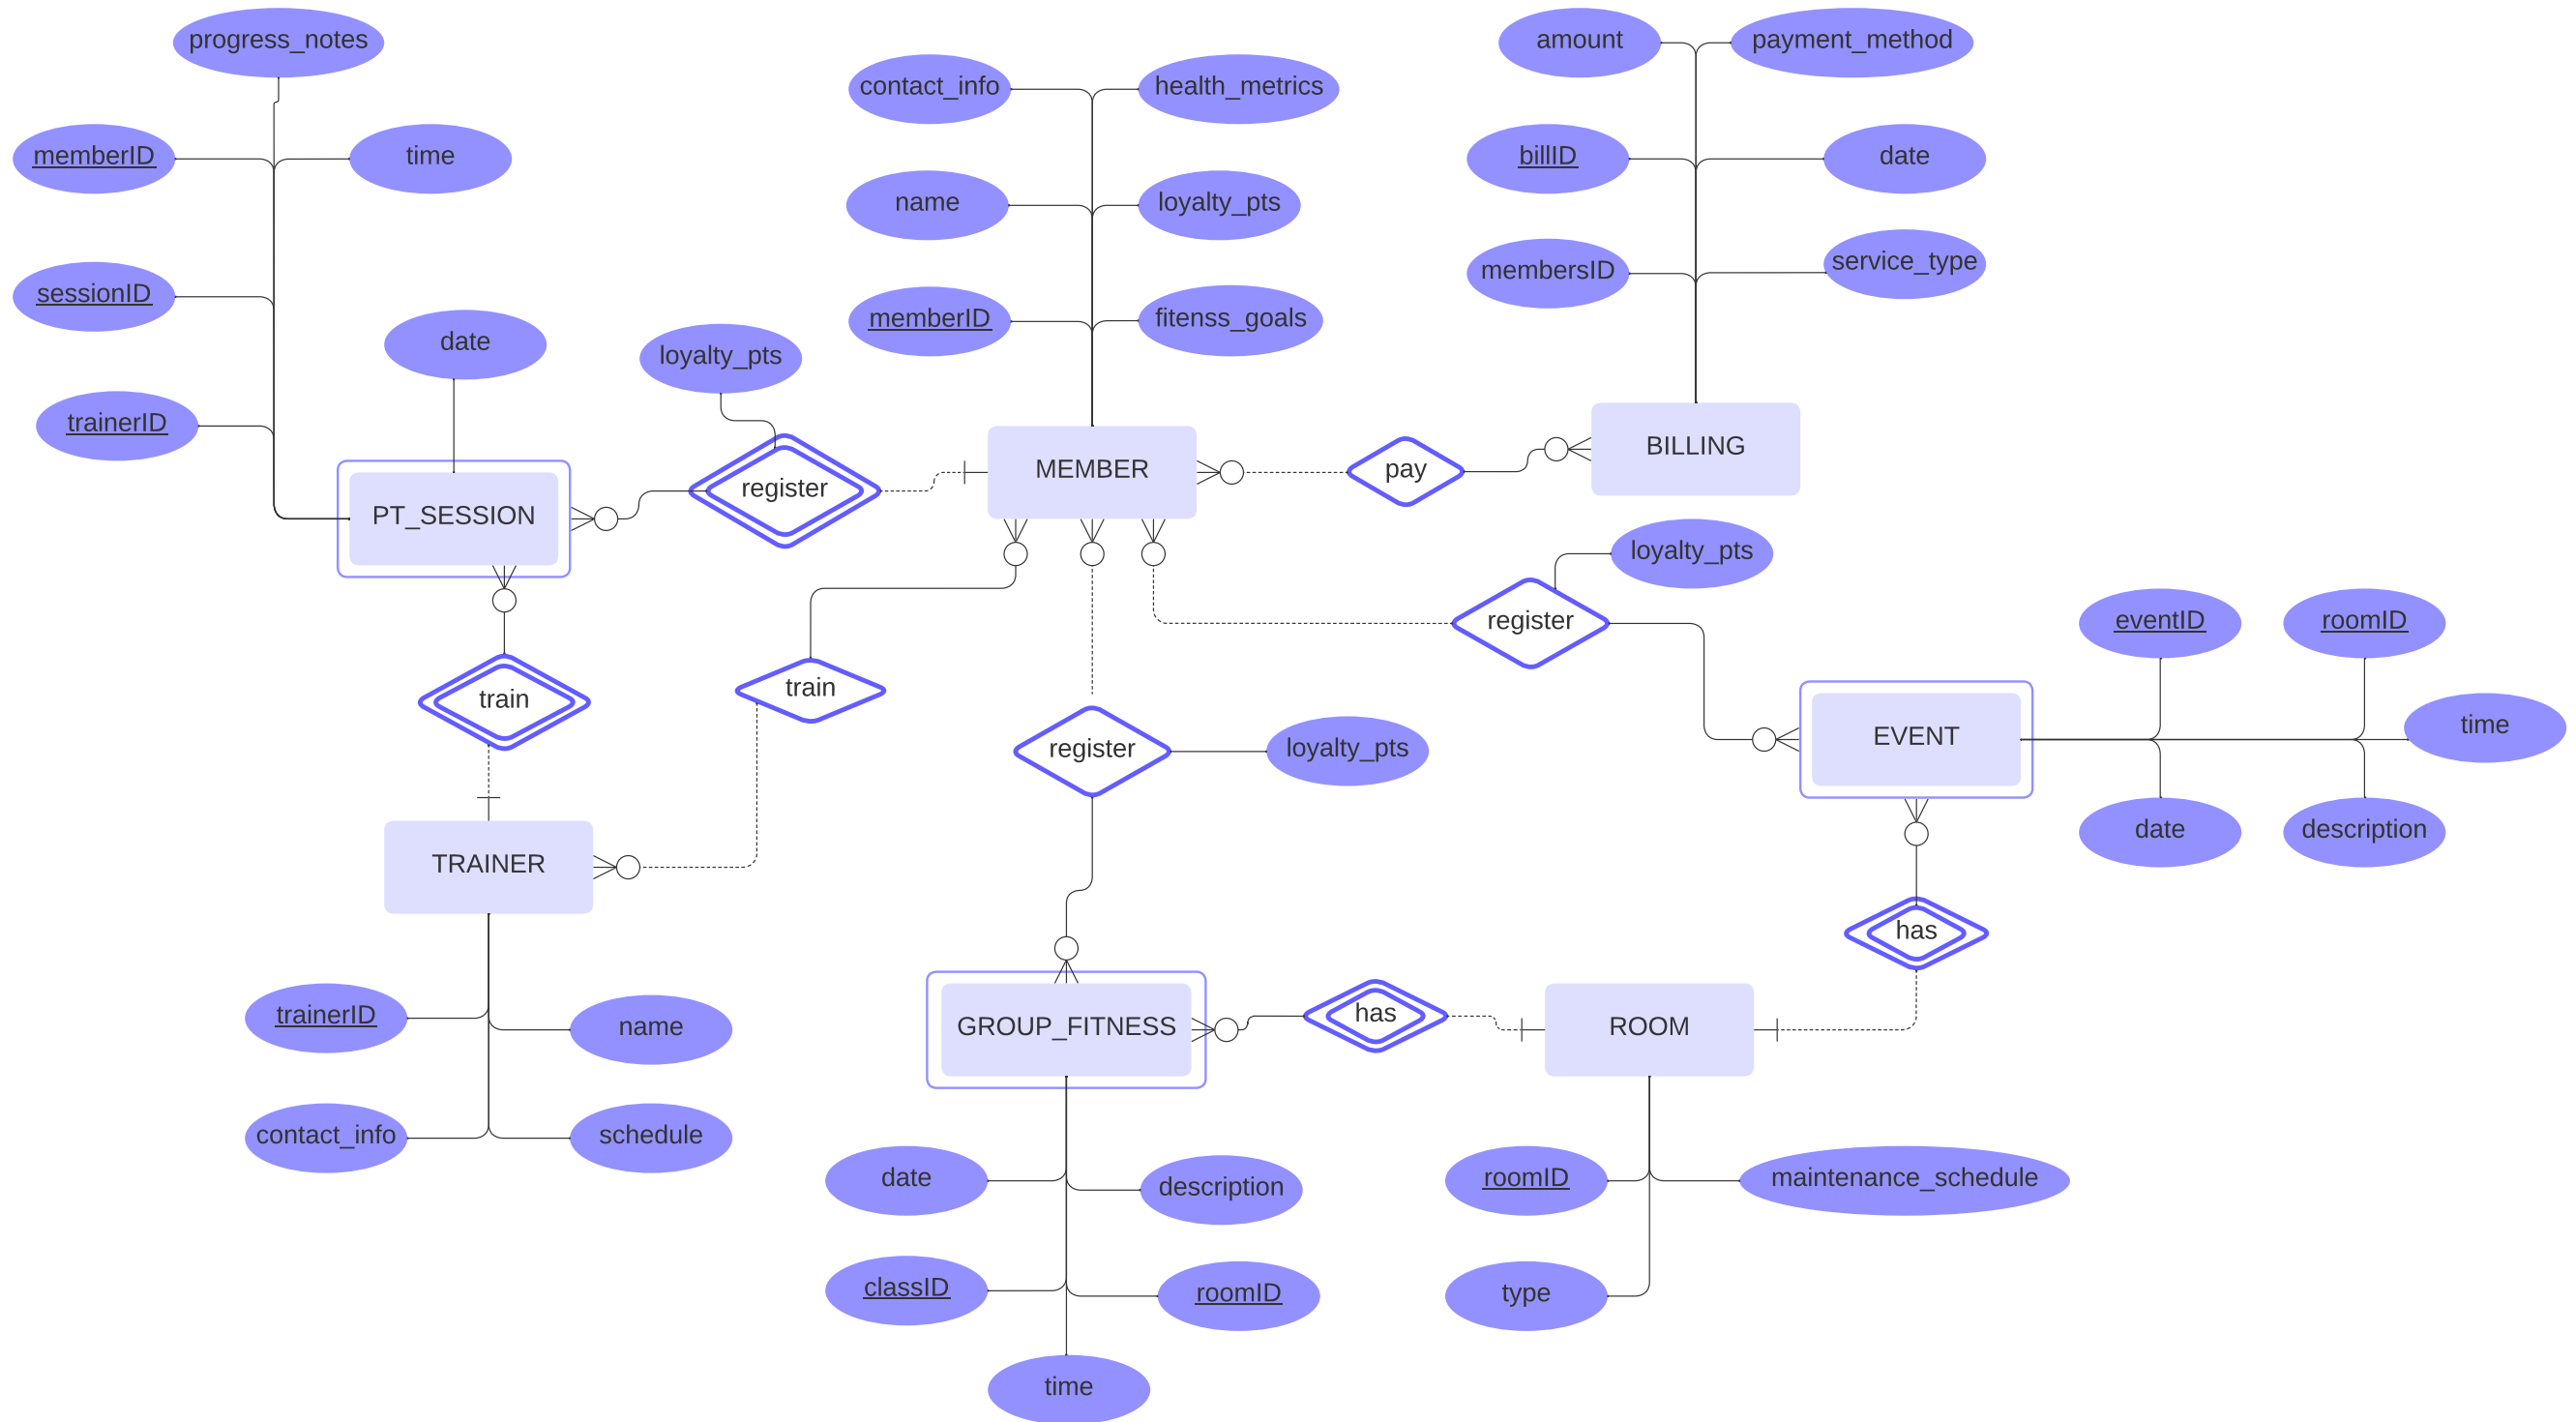 progress_notes
amount
payment_method
contact_info
health_metrics
memberID
time
billID
date
name
loyalty_pts
membersID
service_type
sessionID
memberID
fitenss_goals
date
loyalty_pts
trainerID
BILLING
MEMBER
pay
register
PT_SESSION
loyalty_pts
register
eventID
roomID
train
train
register
loyalty_pts
EVENT
time
date
description
TRAINER
has
trainerID
name
GROUP_FITNESS
has
ROOM
contact_info
schedule
date
description
roomID
maintenance_schedule
classID
roomID
type
time